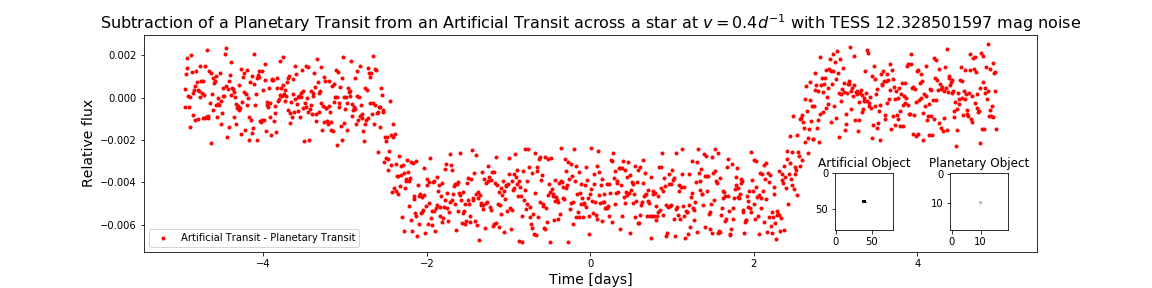 Subtraction of a Planetary Transit from an Artificial Transit across a star at v = 0.4d⁻¹ with TESS 12.328501597 mag noise
Relative flux
0.002
0.000
−0.002
−0.004
−0.006
Artificial Transit - Planetary Transit
Artificial Object
0
50
0 50
Planetary Object
0
10
0 10
−4 −2 0 2 4
Time [days]